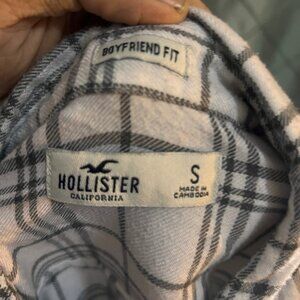 BOYFRIEND FIT
HOLLISTER
CALIFORNIA
S
MADE IN
CAMBODIA